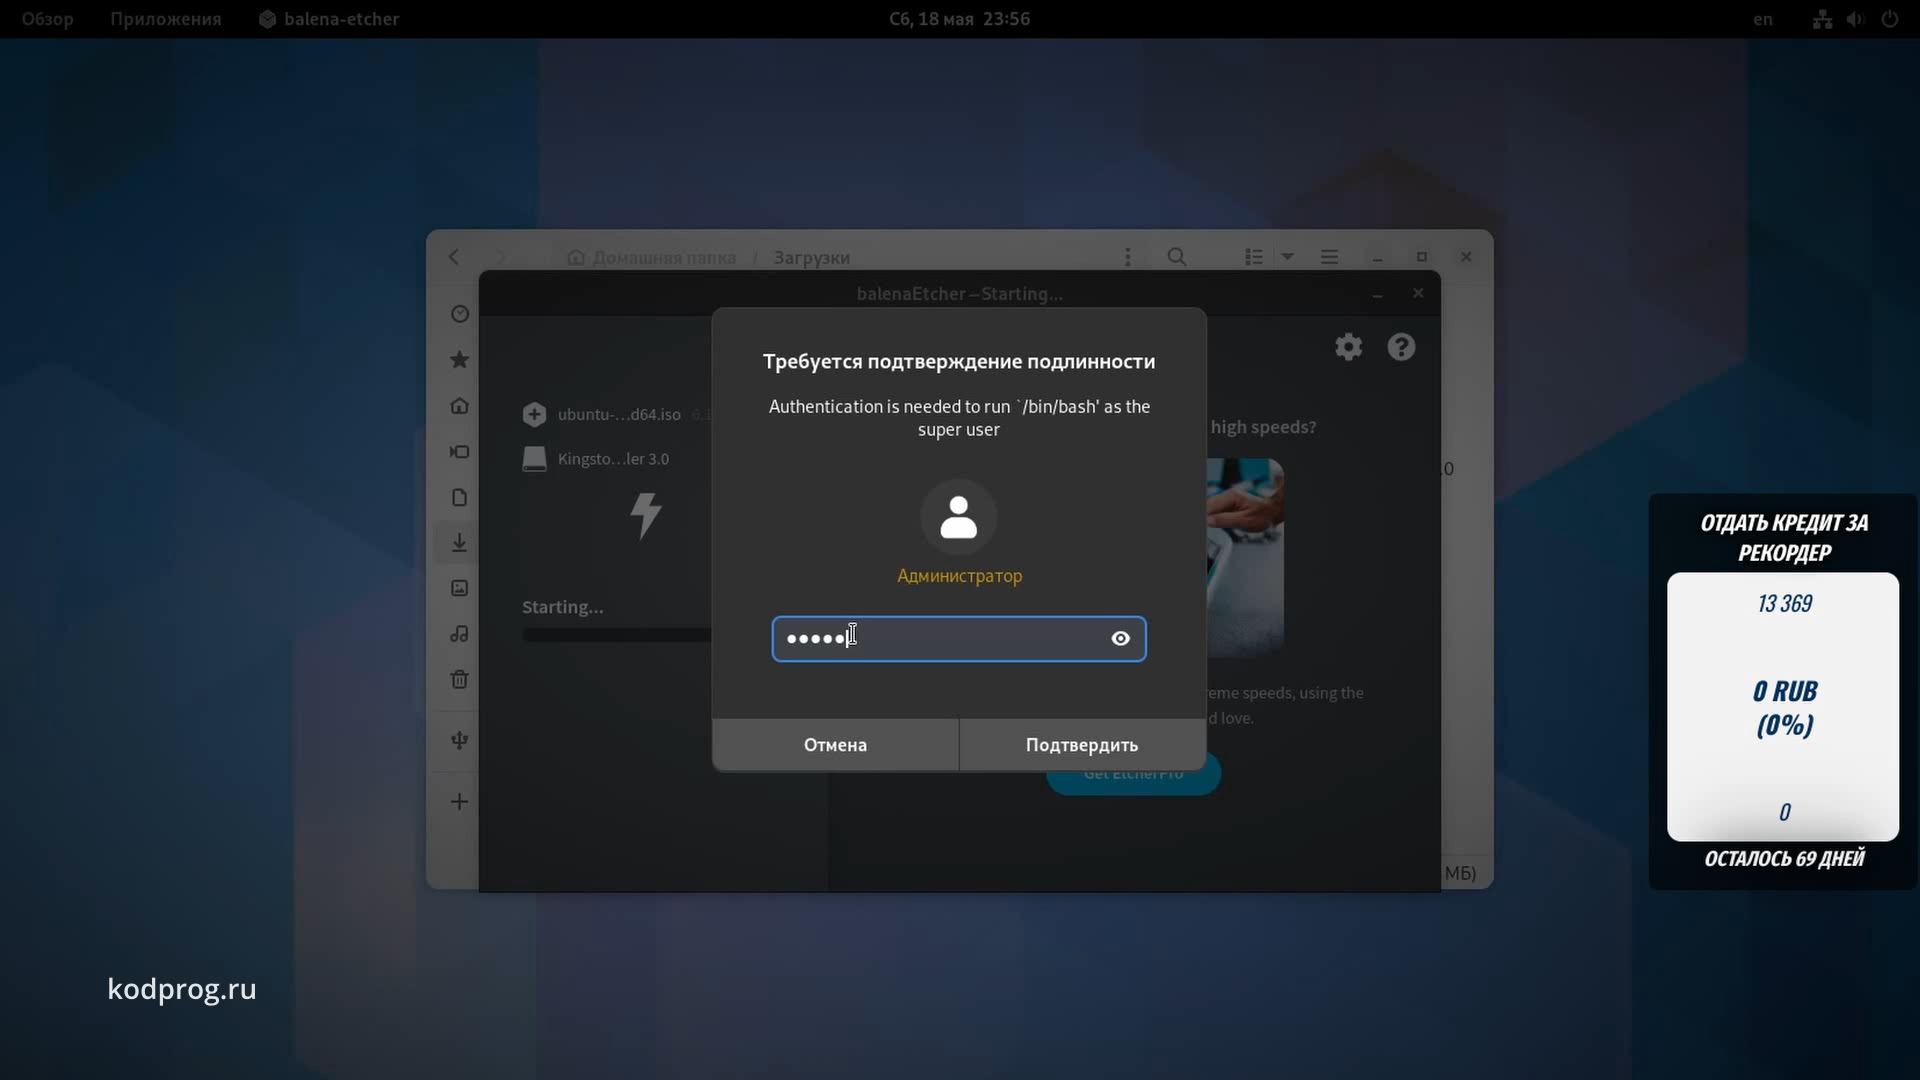 Обзор Приложения balena-etcher Сб, 18 мая 23:56 en
Домашняя папка / Загрузки
balenaEtcher – Starting...
Требуется подтверждение подлинности
Authentication is needed to run `/bin/bash' as the
super user
ubuntu-...d64.iso
Kingsto...ler 3.0
high speeds?
.0
Администратор
Starting...
•••••
eme speeds, using the
d love.
Отмена Подтвердить
Get EtcherPro
МБ)
ОТДАТЬ КРЕДИТ ЗА
РЕКОРДЕР
13 369
0 RUB
(0%)
0
ОСТАЛОСЬ 69 ДНЕЙ
kodprog.ru